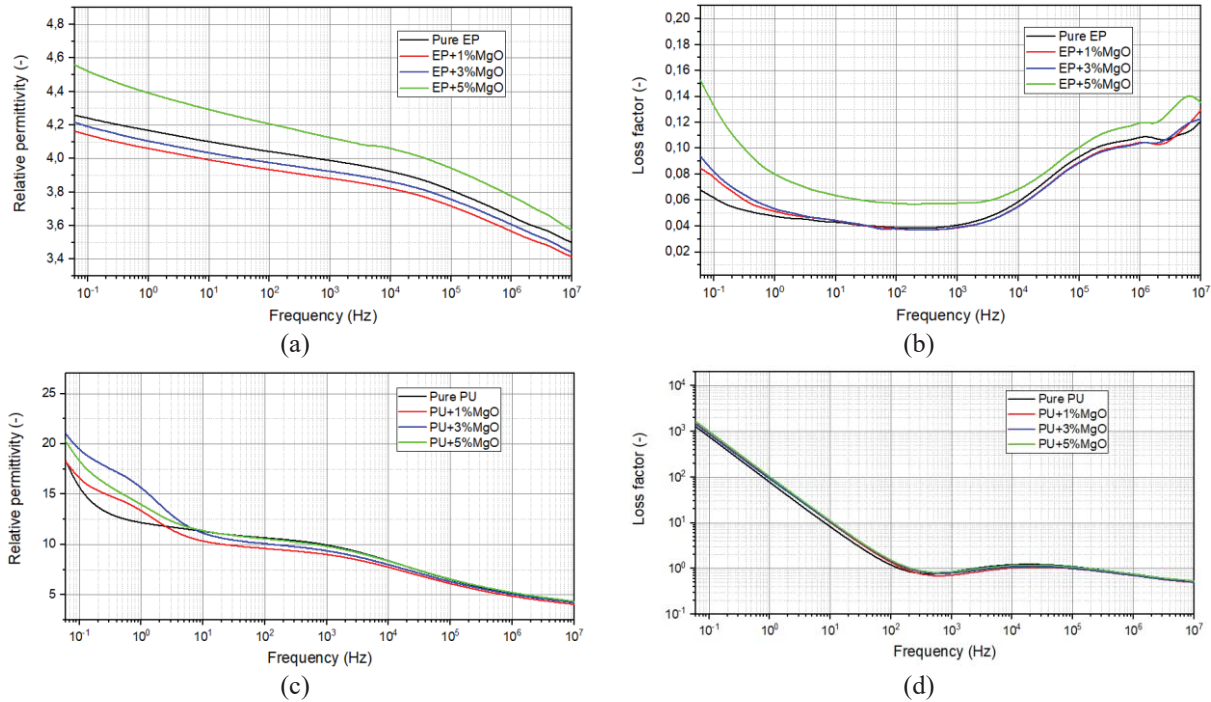 4,8
4,6
4,4
4,2
4,0
3,8
3,6
3,4
Relative permittivity (-)
Pure EP
EP+1%MgO
EP+3%MgO
EP+5%MgO
10⁻¹ 10⁰ 10¹ 10² 10³ 10⁴ 10⁵ 10⁶ 10⁷
Frequency (Hz)
(a)
0,20
0,18
0,16
0,14
0,12
0,10
0,08
0,06
0,04
0,02
Loss factor (-)
Pure EP
EP+1%MgO
EP+3%MgO
EP+5%MgO
10⁻¹ 10⁰ 10¹ 10² 10³ 10⁴ 10⁵ 10⁶ 10⁷
Frequency (Hz)
(b)
25
20
15
10
5
Relative permittivity (-)
Pure PU
PU+1%MgO
PU+3%MgO
PU+5%MgO
10⁻¹ 10⁰ 10¹ 10² 10³ 10⁴ 10⁵ 10⁶ 10⁷
Frequency (Hz)
(c)
10⁴
10³
10²
10¹
10⁰
10⁻¹
Loss factor (-)
Pure PU
PU+1%MgO
PU+3%MgO
PU+5%MgO
10⁻¹ 10⁰ 10¹ 10² 10³ 10⁴ 10⁵ 10⁶ 10⁷
Frequency (Hz)
(d)